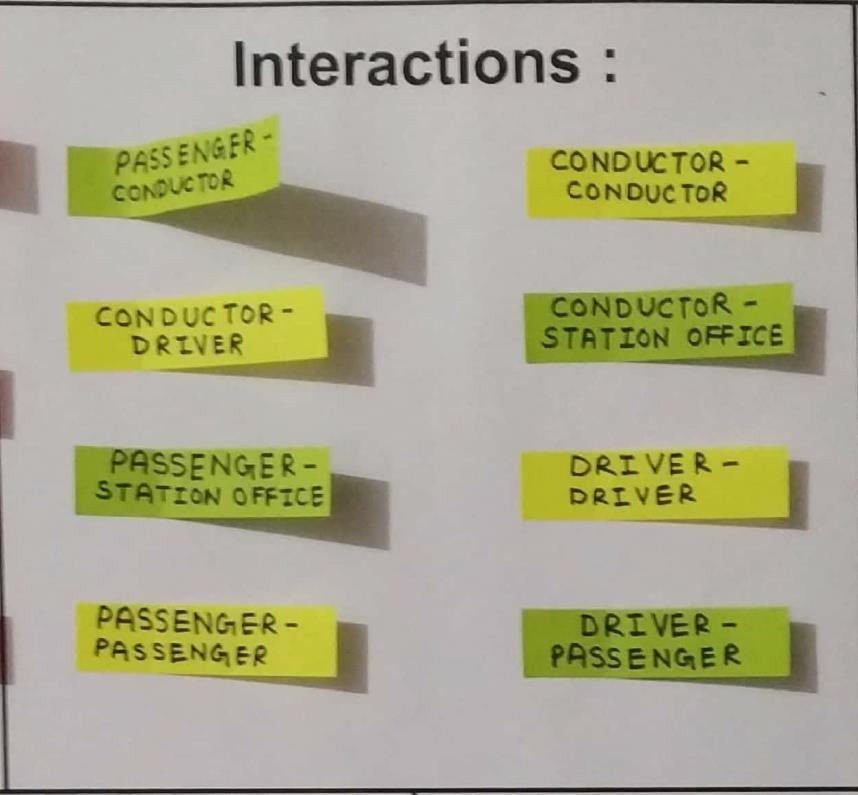 Interactions :
PASSENGER-
CONDUCTOR
CONDUCTOR-
DRIVER
PASSENGER-
STATION OFFICE
PASSENGER-
PASSENGER
CONDUCTOR-
CONDUCTOR
CONDUCTOR-
STATION OFFICE
DRIVER-
DRIVER
DRIVER-
PASSENGER